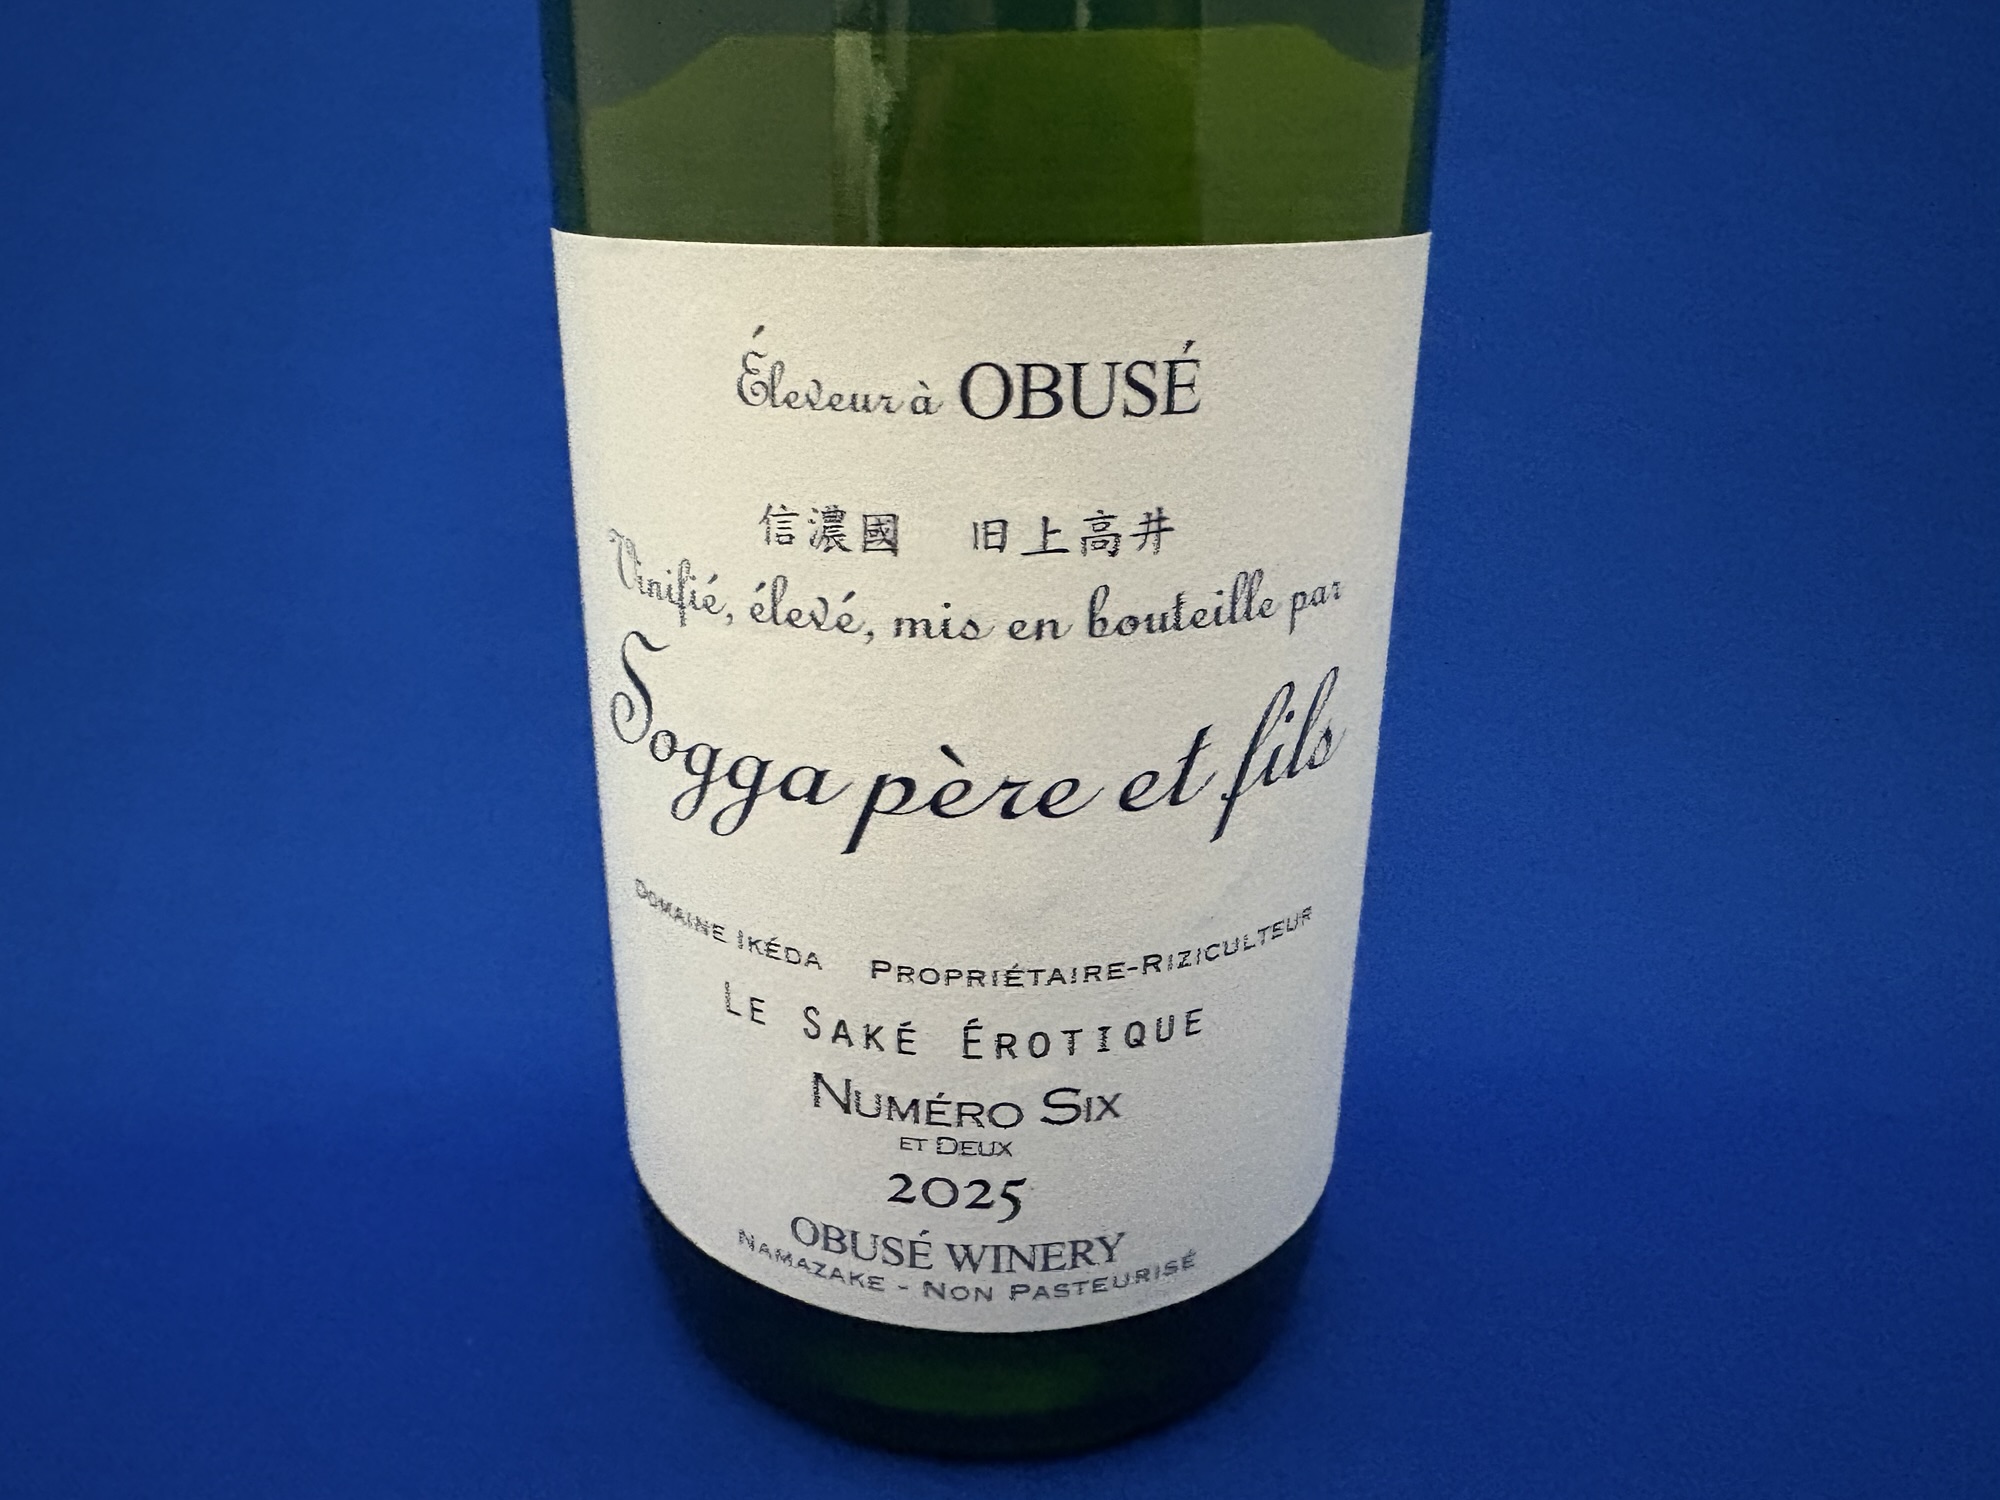 Éleveur à OBUSÉ
信濃國 旧上高井
Vinifié, élevé, mis en bouteille par
Sogga père et fils
DOMAINE IKÉDA PROPRIÉTAIRE-RIZICULTEUR
LE SAKÉ ÉROTIQUE
NUMÉRO SIX
ET DEUX
2025
OBUSÉ WINERY
NAMAZAKE - NON PASTEURISÉ